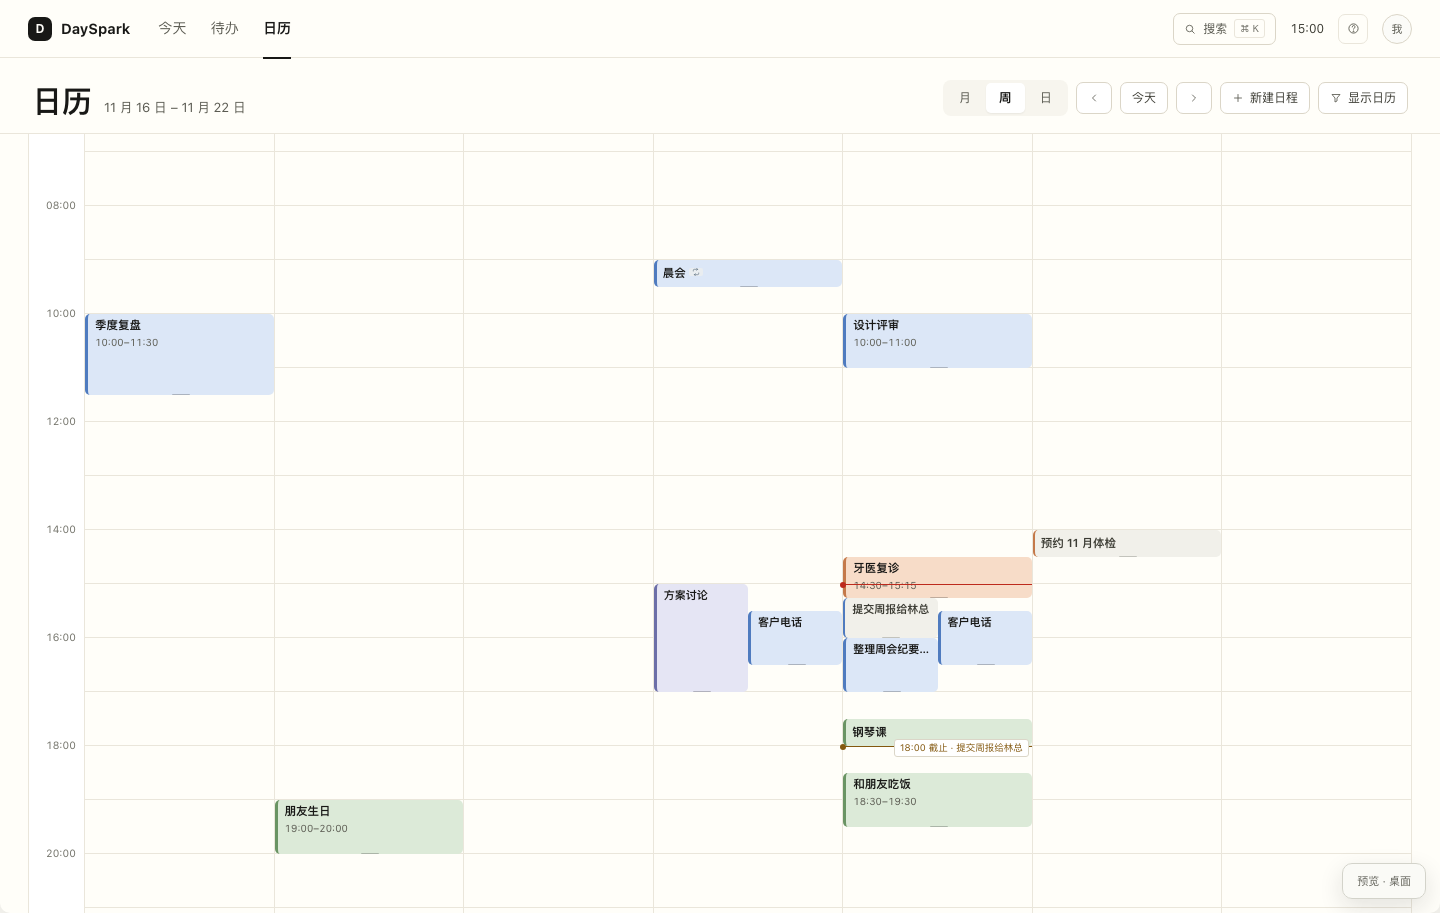 D DaySpark 今天 待办 日历 搜索 ⌘ K 15:00 我
日历 11 月 16 日 – 11 月 22 日 月 周 日 今天 新建日程 显示日历
08:00
晨会
10:00
季度复盘
10:00–11:30
设计评审
10:00–11:00
12:00
14:00
预约 11 月体检
牙医复诊
14:30–15:15
方案讨论
提交周报给林总
客户电话
客户电话
16:00
整理周会纪要...
钢琴课
18:00
18:00 截止 · 提交周报给林总
和朋友吃饭
18:30–19:30
朋友生日
19:00–20:00
20:00
预览 · 桌面